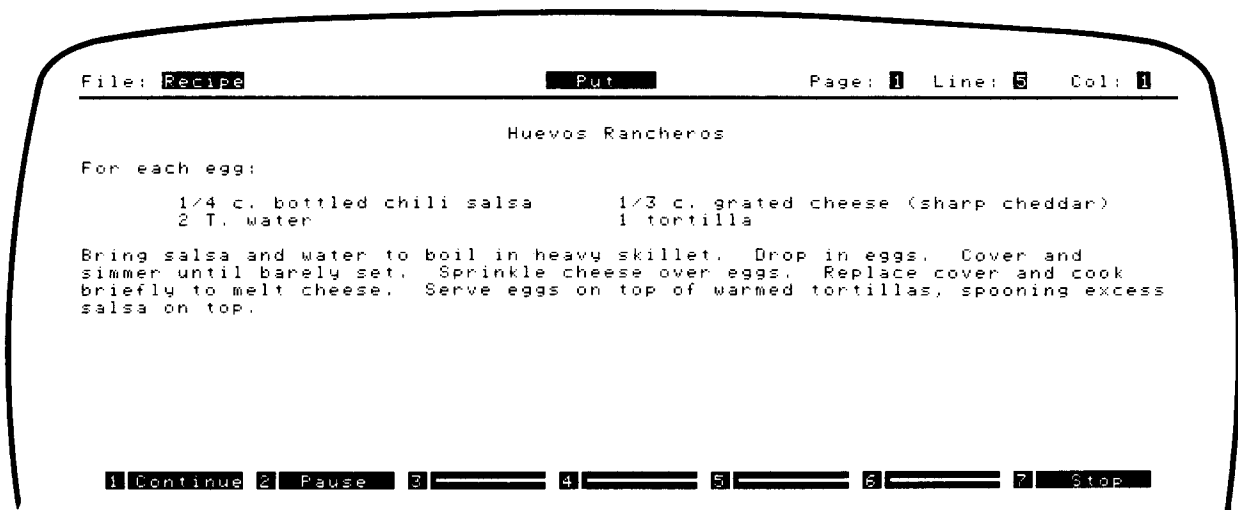 File: Recipe Put Page: 1 Line: 5 Col: 1
Huevos Rancheros
For each egg:
1/4 c. bottled chili salsa 1/3 c. grated cheese (sharp cheddar)
2 T. water 1 tortilla
Bring salsa and water to boil in heavy skillet. Drop in eggs. Cover and
simmer until barely set. Sprinkle cheese over eggs. Replace cover and cook
briefly to melt cheese. Serve eggs on top of warmed tortillas, spooning excess
salsa on top.
1 Continue 2 Pause 3 4 5 6 7 Stop